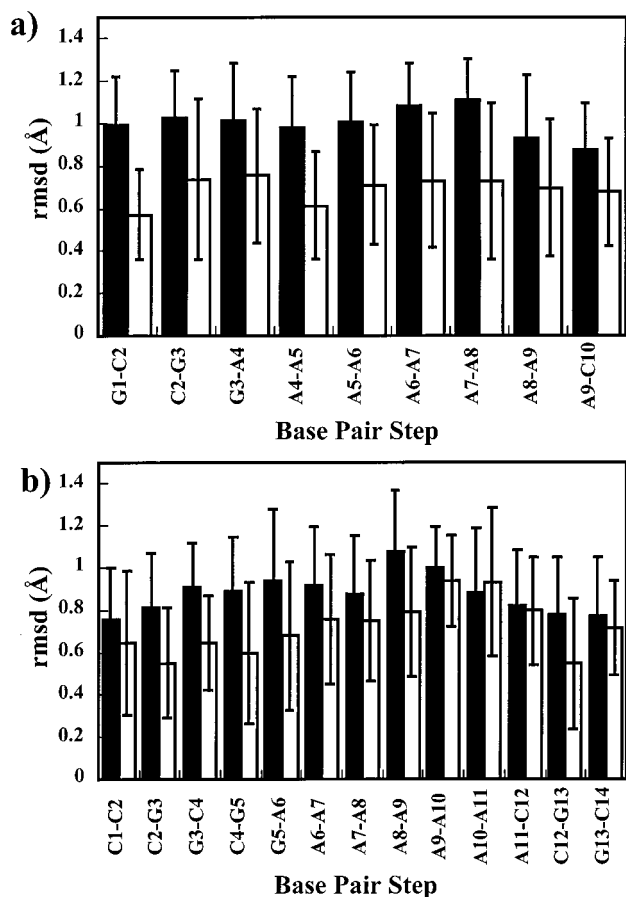 a)
1.4
1.2
1
0.8
0.6
0.4
0.2
0
rmsd (Å)
G1-C2
C2-G3
G3-A4
A4-A5
A5-A6
A6-A7
A7-A8
A8-A9
A9-C10
Base Pair Step
b)
1.4
1.2
1
0.8
0.6
0.4
0.2
0
rmsd (Å)
C1-C2
C2-G3
G3-C4
C4-G5
G5-A6
A6-A7
A7-A8
A8-A9
A9-A10
A10-A11
A11-C12
C12-G13
G13-C14
Base Pair Step